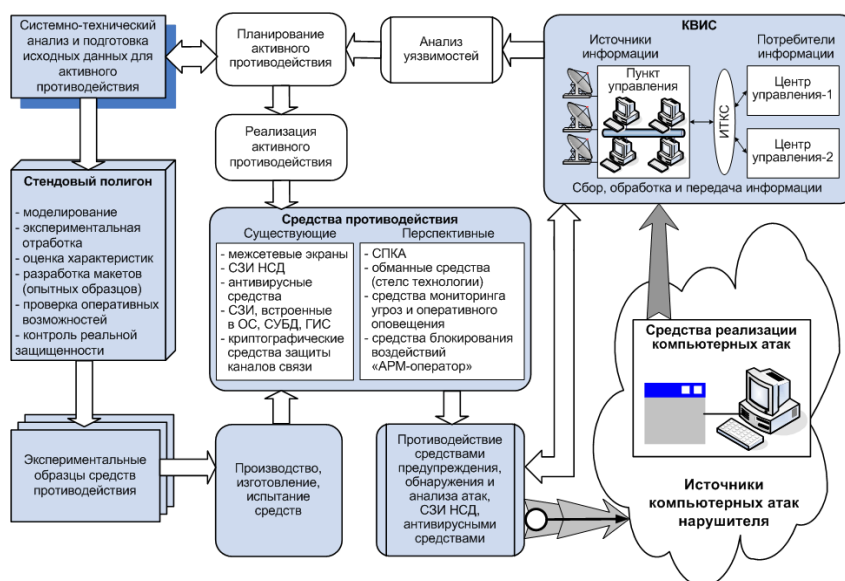 Системно-технический
анализ и подготовка
исходных данных для
активного
противодействия
Планирование
активного
противодействия
Анализ
уязвимостей
КВИС
Источники
информации
Потребители
информации
Пункт
управления
ИТКС
Центр
управления-1
Центр
управления-2
Сбор, обработка и передача информации
Реализация
активного
противодействия
Стендовый полигон
- моделирование
- экспериментальная
отработка
- оценка характеристик
- разработка макетов
(опытных образцов)
- проверка оперативных
возможностей
- контроль реальной
защищенности
Средства противодействия
Существующие
- межсетевые экраны
- СЗИ НСД
- антивирусные
средства
- СЗИ, встроенные
в ОС, СУБД, ГИС
- криптографические
средства защиты
каналов связи
Перспективные
- СПКА
- обманные средства
(стелс технологии)
- средства мониторинга
угроз и оперативного
оповещения
- средства блокирования
воздействий
«АРМ-оператор»
Средства реализации
компьютерных атак
Источники
компьютерных атак
нарушителя
Экспериментальные
образцы средств
противодействия
Производство,
изготовление,
испытание
средств
Противодействие
средствами
предупреждения,
обнаружения и
анализа атак,
СЗИ НСД,
антивирусными
средствами